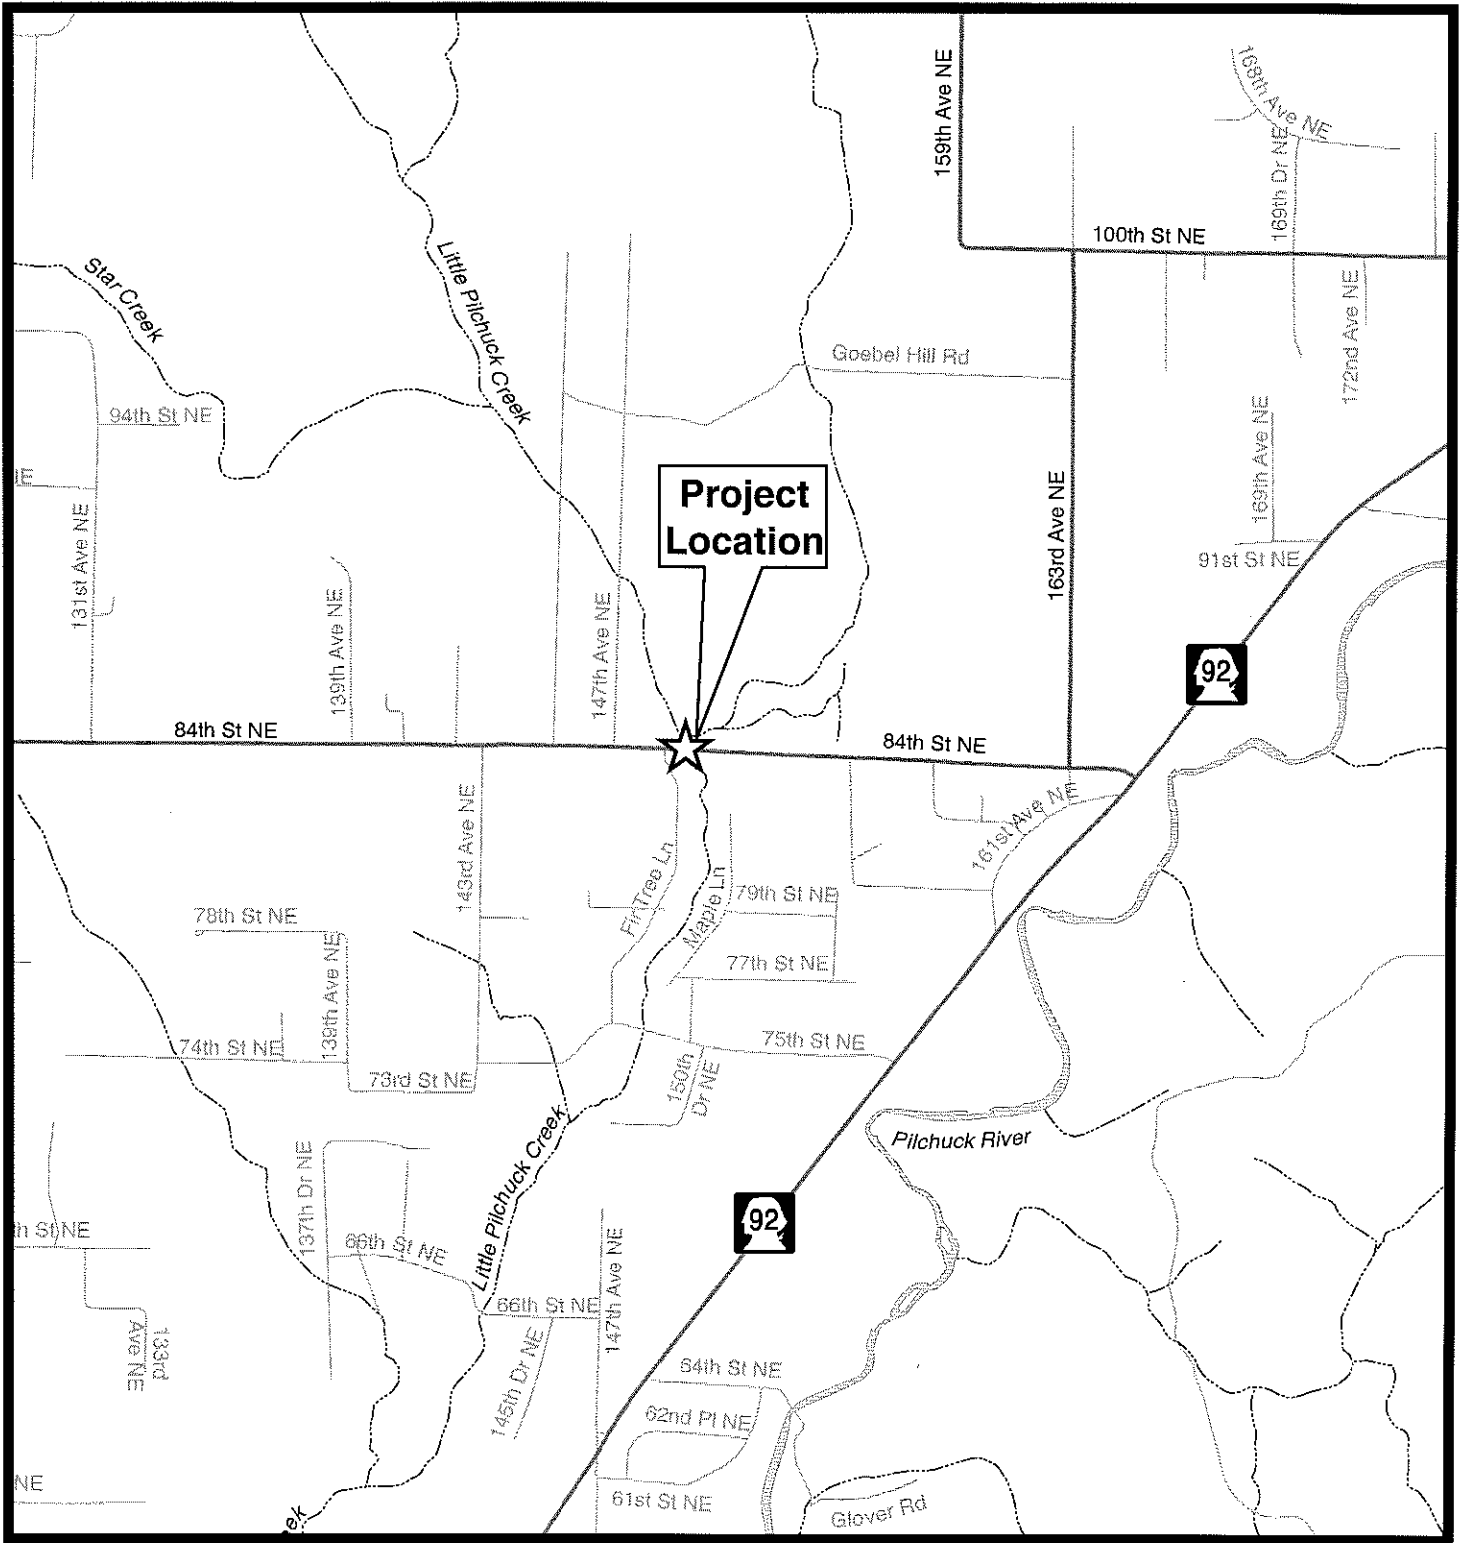 159th Ave NE
168th Ave NE
169th Dr NE
100th St NE
Star Creek
Little Pilchuck Creek
172nd Ave NE
Goebel Hill Rd
94th St NE
169th Ave NE
Project
Location
163rd Ave NE
131st Ave NE
91st St NE
139th Ave NE
147th Ave NE
92
84th St NE
84th St NE
143rd Ave NE
161st Ave NE
Fir Tree Ln
Maple Ln
79th St NE
78th St NE
139th Ave NE
77th St NE
74th St NE
75th St NE
73rd St NE
150th
Dr NE
Little Pilchuck Creek
Pilchuck River
137th Dr NE
h St NE
66th St NE
92
147th Ave NE
66th St NE
133rd
Ave NE
145th Dr NE
64th St NE
62nd Pl NE
NE
61st St NE
Glover Rd
eek